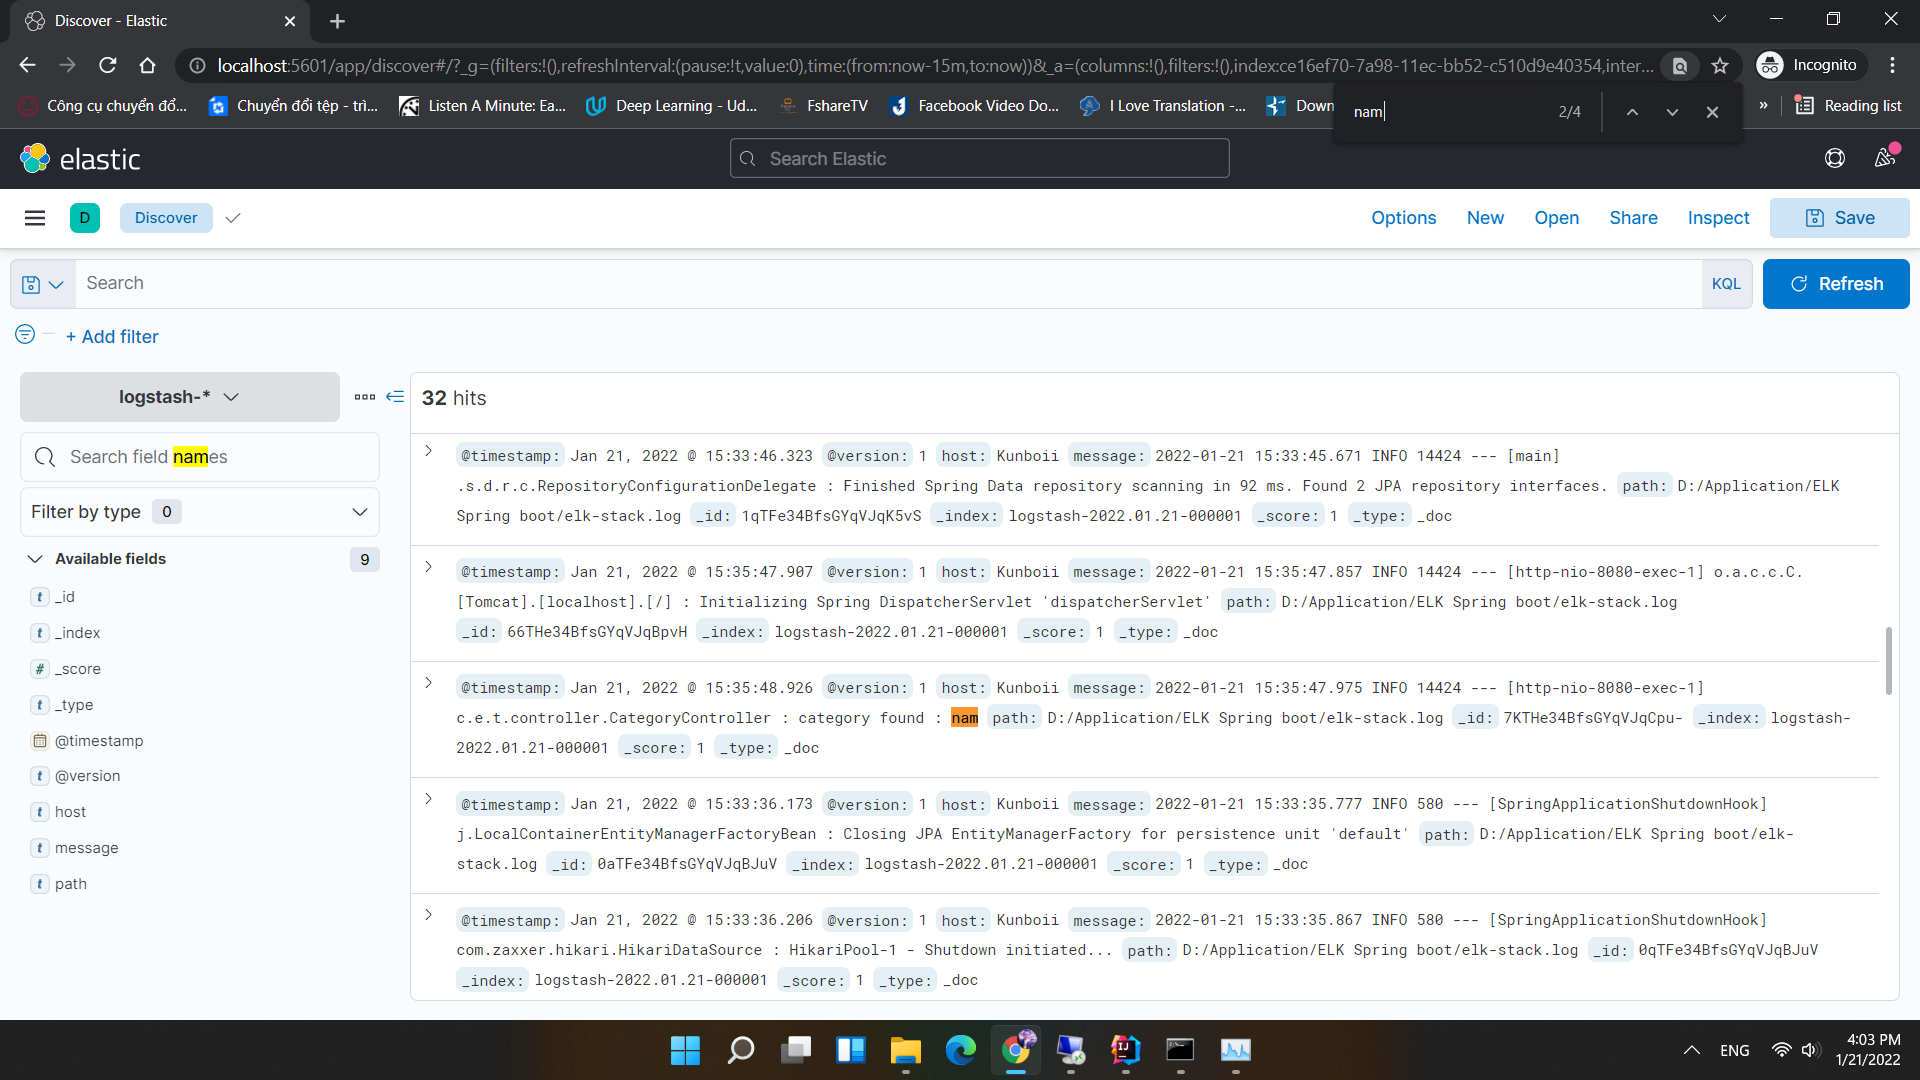 Discover - Elastic
localhost:5601/app/discover#/?_g=(filters:!(),refreshInterval:(pause:!t,value:0),time:(from:now-15m,to:now))&_a=(columns:!(),filters:!(),index:ce16ef70-7a98-11ec-bb52-c510d9e40354,inter...
Incognito
Công cụ chuyển đổ... Chuyển đổi tệp - trì... Listen A Minute: Ea... Deep Learning - Ud... FshareTV Facebook Video Do... I Love Translation -... Down » Reading list
nam 2/4
elastic
Search Elastic
D Discover Options New Open Share Inspect Save
Search KQL Refresh
+ Add filter
logstash-*
Search field names
Filter by type 0
Available fields 9
t _id
t _index
# _score
t _type
@timestamp
t @version
t host
t message
t path
32 hits
@timestamp: Jan 21, 2022 @ 15:33:46.323 @version: 1 host: Kunboii message: 2022-01-21 15:33:45.671 INFO 14424 --- [main]
.s.d.r.c.RepositoryConfigurationDelegate : Finished Spring Data repository scanning in 92 ms. Found 2 JPA repository interfaces. path: D:/Application/ELK
Spring boot/elk-stack.log _id: 1qTFe34BfsGYqVJqK5vS _index: logstash-2022.01.21-000001 _score: 1 _type: _doc
@timestamp: Jan 21, 2022 @ 15:35:47.907 @version: 1 host: Kunboii message: 2022-01-21 15:35:47.857 INFO 14424 --- [http-nio-8080-exec-1] o.a.c.c.C.
[Tomcat].[localhost].[/] : Initializing Spring DispatcherServlet 'dispatcherServlet' path: D:/Application/ELK Spring boot/elk-stack.log
_id: 66THe34BfsGYqVJqBpvH _index: logstash-2022.01.21-000001 _score: 1 _type: _doc
@timestamp: Jan 21, 2022 @ 15:35:48.926 @version: 1 host: Kunboii message: 2022-01-21 15:35:47.975 INFO 14424 --- [http-nio-8080-exec-1]
c.e.t.controller.CategoryController : category found : nam path: D:/Application/ELK Spring boot/elk-stack.log _id: 7KTHe34BfsGYqVJqCpu- _index: logstash-
2022.01.21-000001 _score: 1 _type: _doc
@timestamp: Jan 21, 2022 @ 15:33:36.173 @version: 1 host: Kunboii message: 2022-01-21 15:33:35.777 INFO 580 --- [SpringApplicationShutdownHook]
j.LocalContainerEntityManagerFactoryBean : Closing JPA EntityManagerFactory for persistence unit 'default' path: D:/Application/ELK Spring boot/elk-
stack.log _id: 0aTFe34BfsGYqVJqBJuV _index: logstash-2022.01.21-000001 _score: 1 _type: _doc
@timestamp: Jan 21, 2022 @ 15:33:36.206 @version: 1 host: Kunboii message: 2022-01-21 15:33:35.867 INFO 580 --- [SpringApplicationShutdownHook]
com.zaxxer.hikari.HikariDataSource : HikariPool-1 - Shutdown initiated... path: D:/Application/ELK Spring boot/elk-stack.log _id: 0qTFe34BfsGYqVJqBJuV
_index: logstash-2022.01.21-000001 _score: 1 _type: _doc
IJ
ENG
4:03 PM
1/21/2022